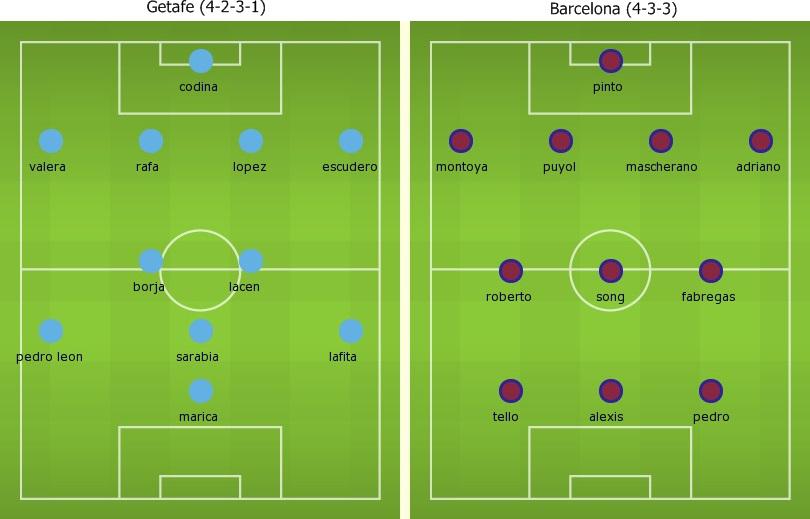 Getafe (4-2-3-1)
codina
valera rafa lopez escudero
borja lacen
pedro leon sarabia lafita
marica
Barcelona (4-3-3)
pinto
montoya puyol mascherano adriano
roberto song fabregas
tello alexis pedro